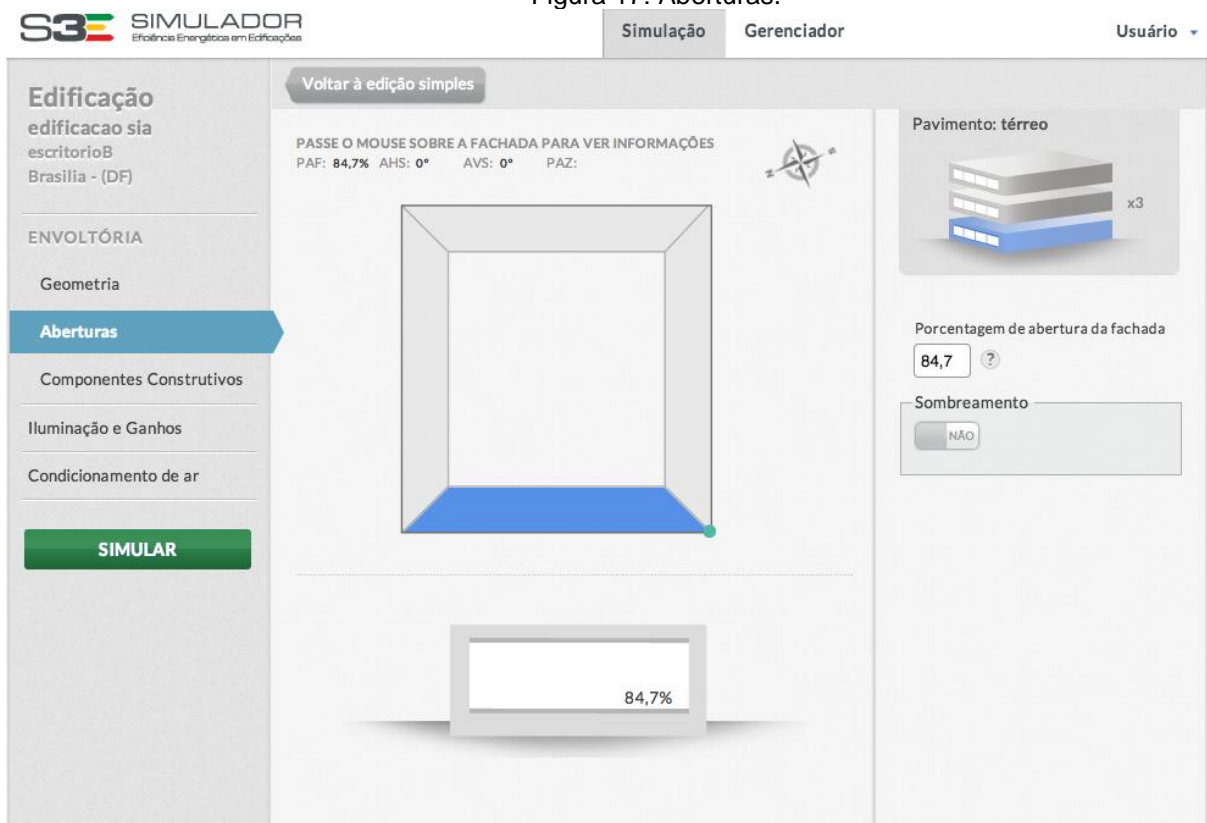 Figura 17. Aberturas.
S3E SIMULADOR
Eficiência Energética em Edificações
Simulação Gerenciador Usuário
Edificação
edificacao sia
escritorioB
Brasilia - (DF)
ENVOLTÓRIA
Geometria
Aberturas
Componentes Construtivos
Iluminação e Ganhos
Condicionamento de ar
SIMULAR
Voltar à edição simples
PASSE O MOUSE SOBRE A FACHADA PARA VER INFORMAÇÕES
PAF: 84,7% AHS: 0° AVS: 0° PAZ:
84,7%
Pavimento: térreo
x3
Porcentagem de abertura da fachada
84,7 ?
Sombreamento
NÃO